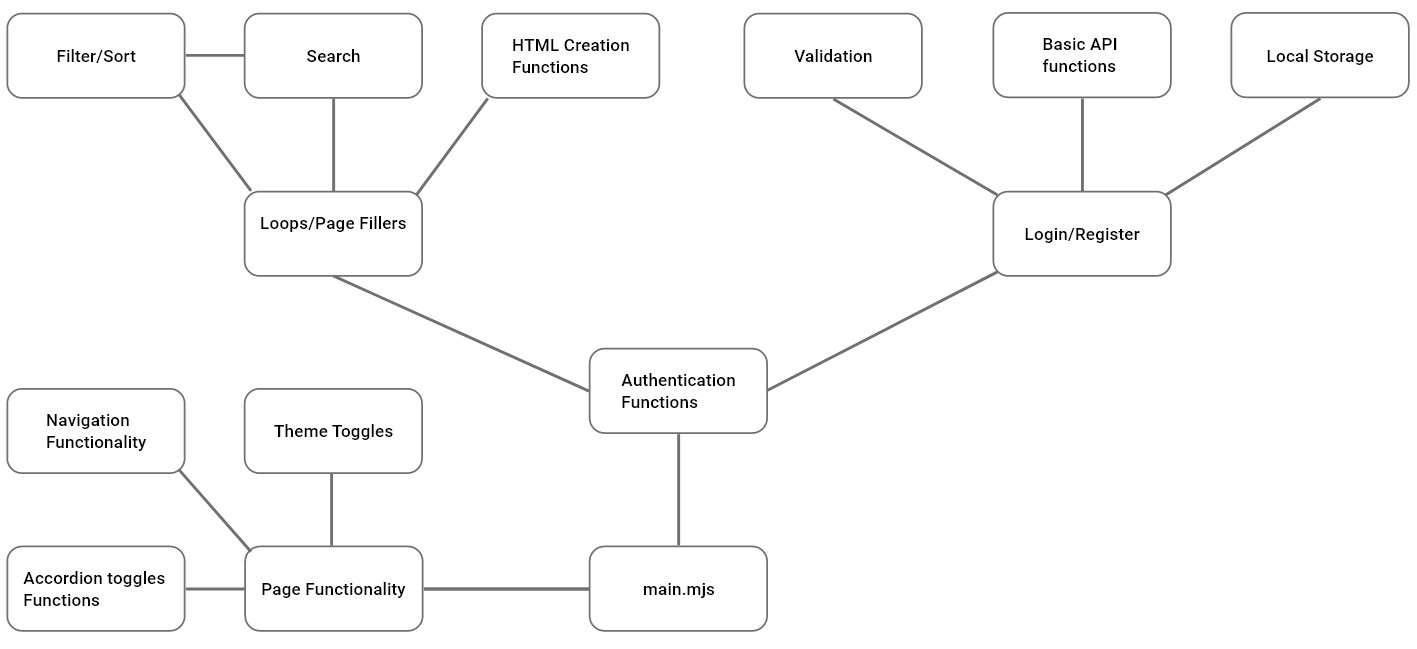 Filter/Sort
Search
HTML Creation
Functions
Validation
Basic API
functions
Local Storage
Loops/Page Fillers
Login/Register
Authentication
Functions
Navigation
Functionality
Theme Toggles
Accordion toggles
Functions
Page Functionality
main.mjs